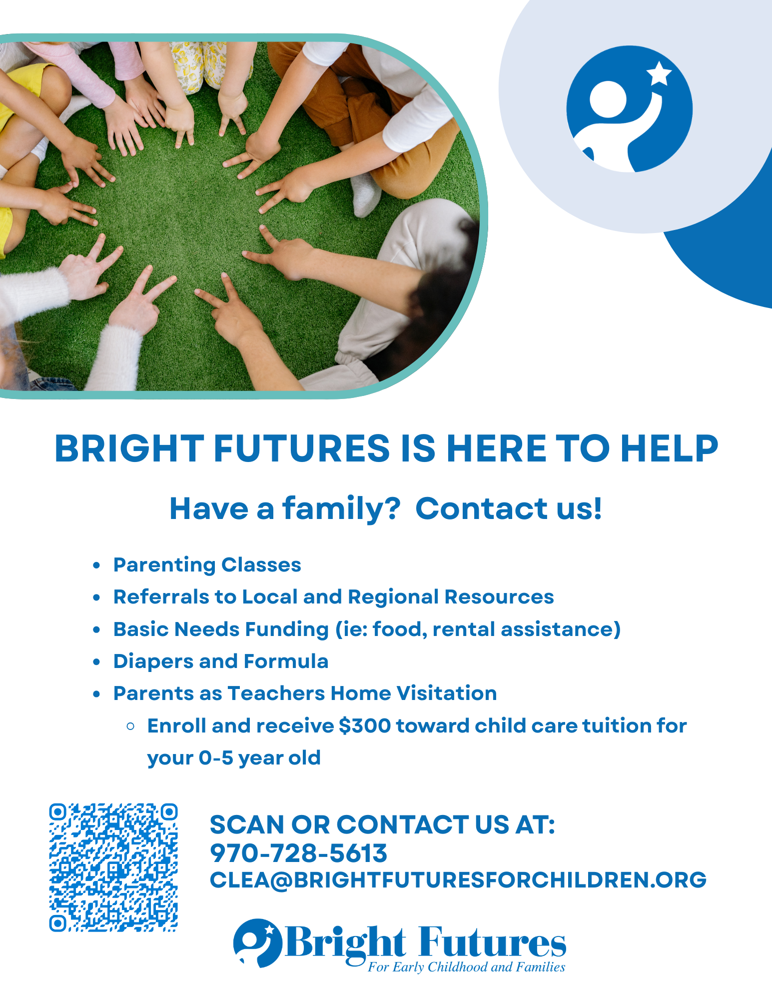 BRIGHT FUTURES IS HERE TO HELP
Have a family? Contact us!
• Parenting Classes
• Referrals to Local and Regional Resources
• Basic Needs Funding (ie: food, rental assistance)
• Diapers and Formula
• Parents as Teachers Home Visitation
◦ Enroll and receive $300 toward child care tuition for
your 0-5 year old
SCAN OR CONTACT US AT:
970-728-5613
CLEA@BRIGHTFUTURESFORCHILDREN.ORG
Bright Futures
For Early Childhood and Families